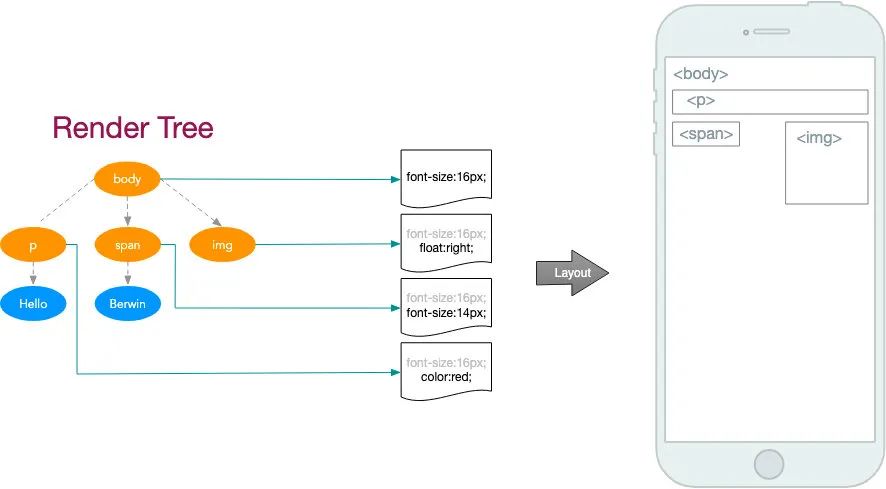 Render Tree
body
p
span
img
Hello
Berwin
font-size:16px;
font-size:16px;
float:right;
font-size:16px;
font-size:14px;
font-size:16px;
color:red;
Layout
<body>
<p>
<span>
<img>